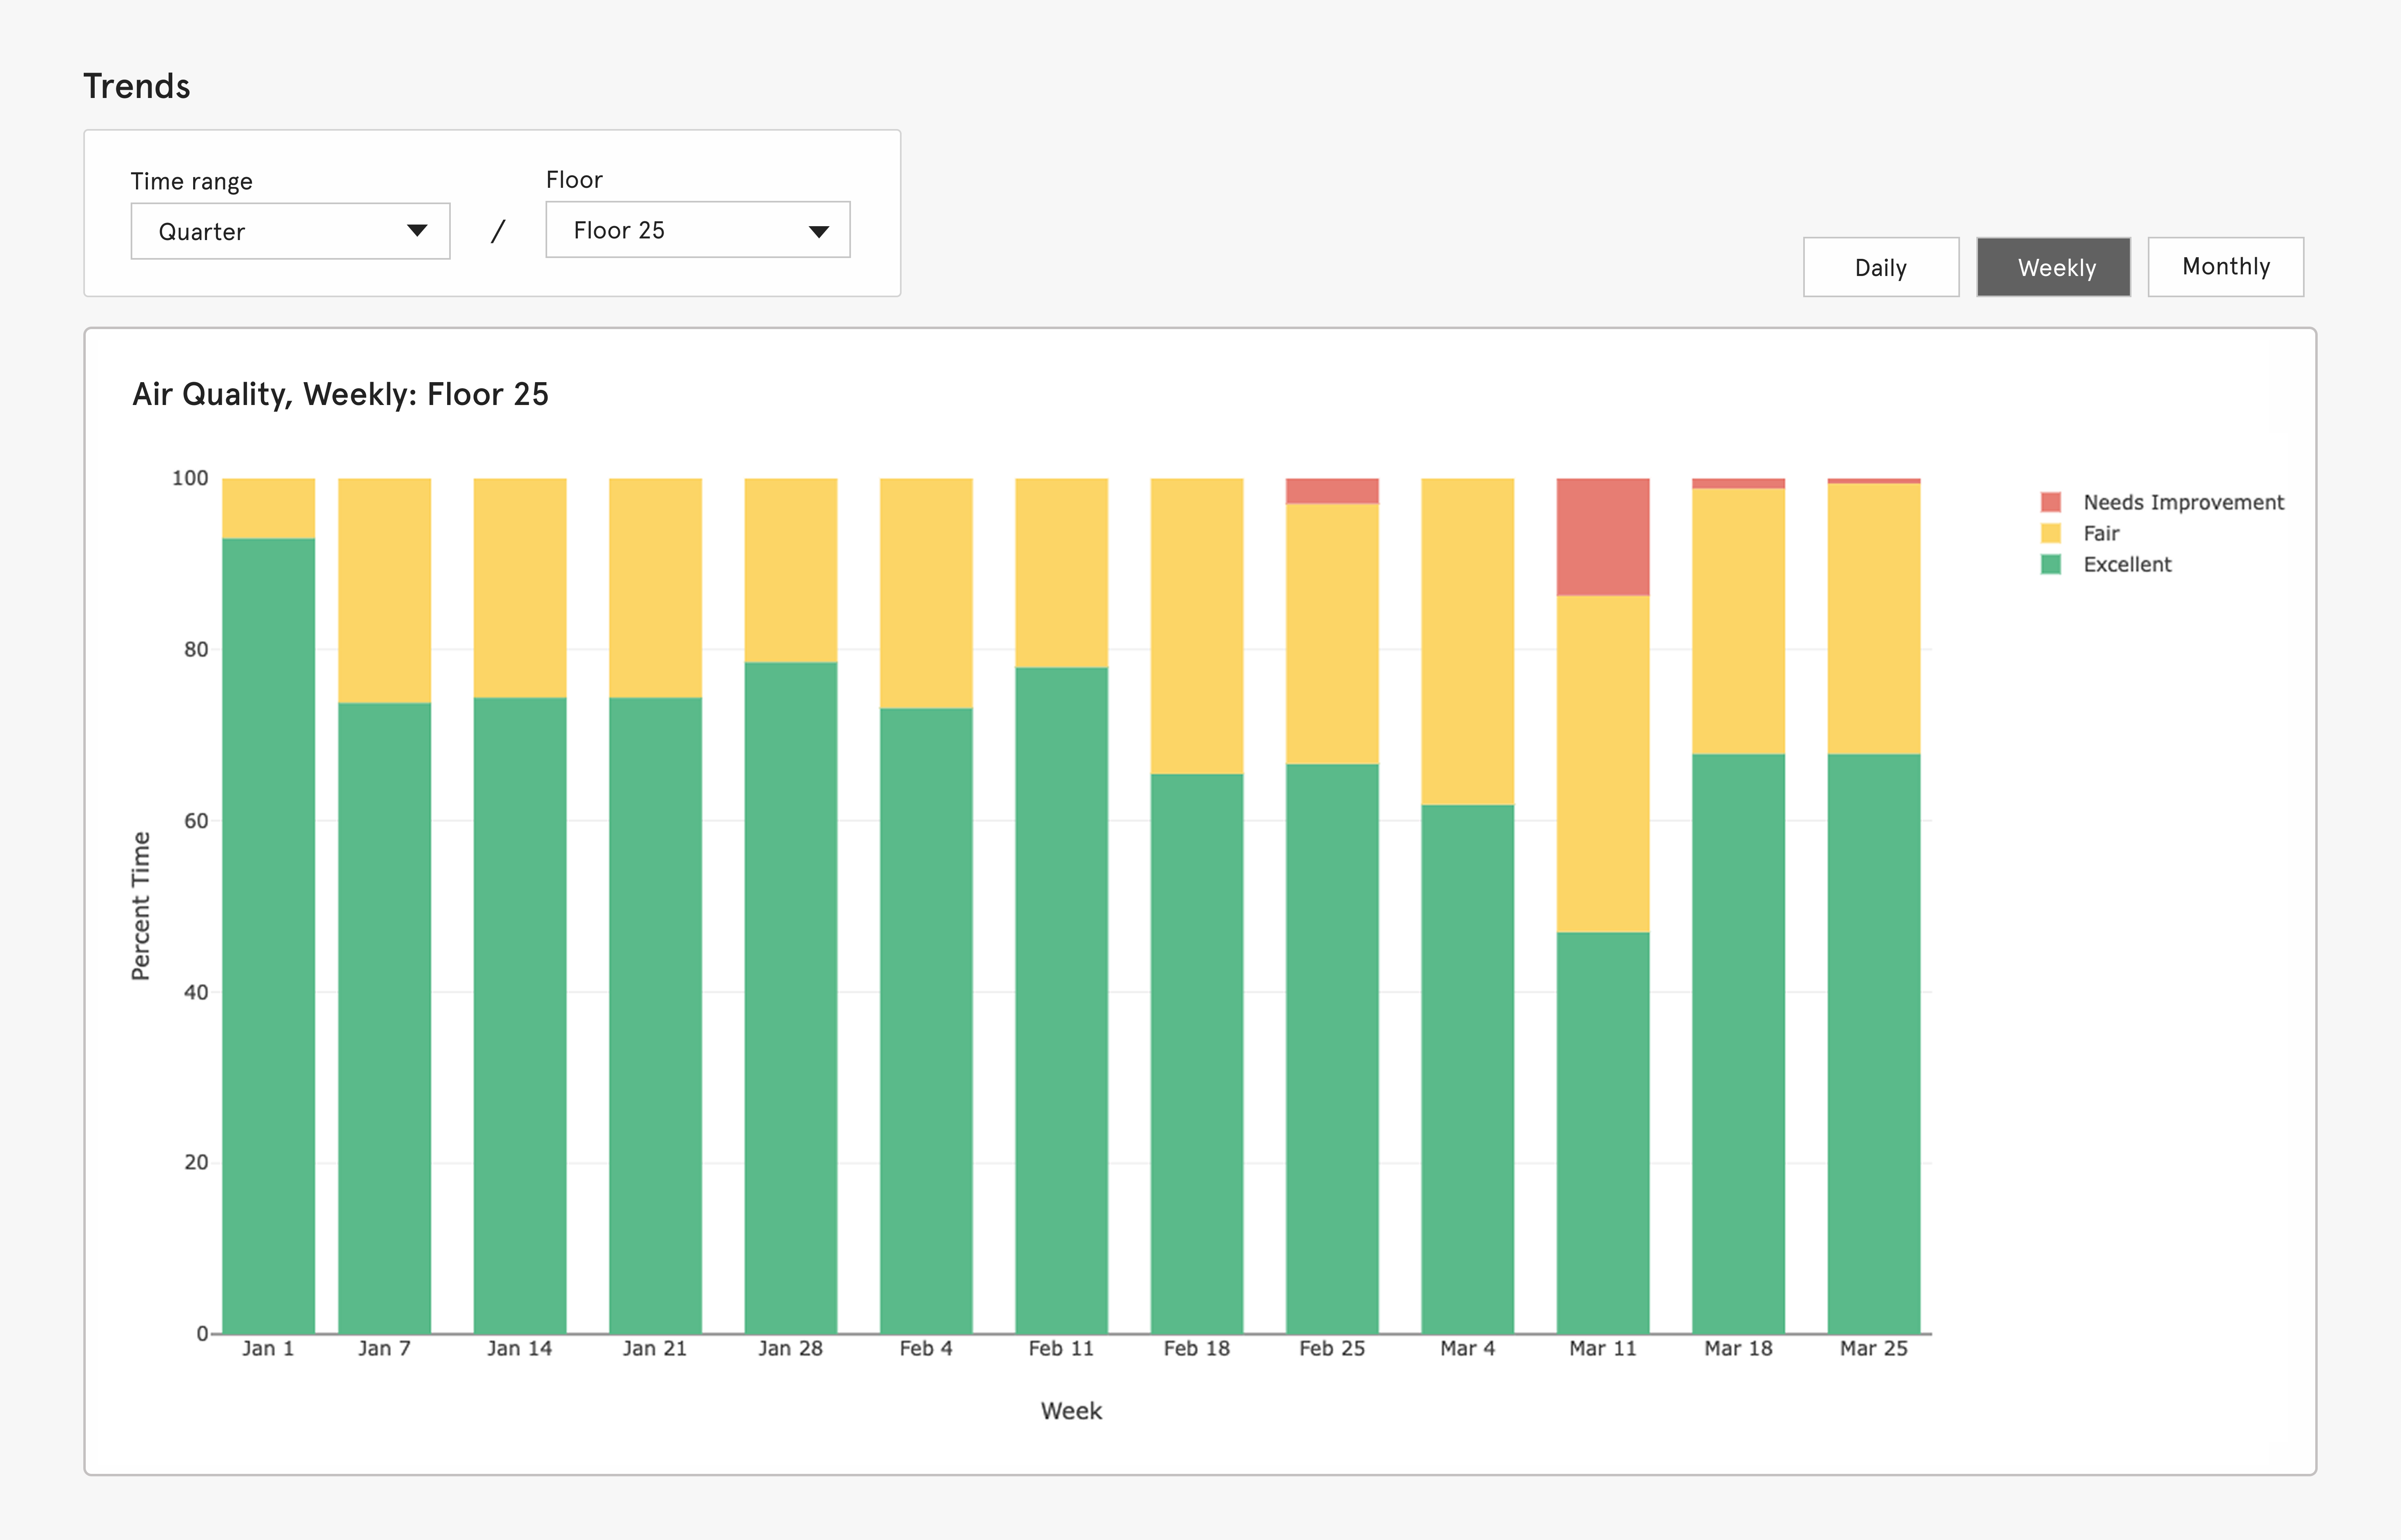 Trends
Time range
Floor
Quarter
/
Floor 25
Daily
Weekly
Monthly
Air Quality, Weekly: Floor 25
100
80
60
40
20
0
Percent Time
Needs Improvement
Fair
Excellent
Jan 1 Jan 7 Jan 14 Jan 21 Jan 28 Feb 4 Feb 11 Feb 18 Feb 25 Mar 4 Mar 11 Mar 18 Mar 25
Week